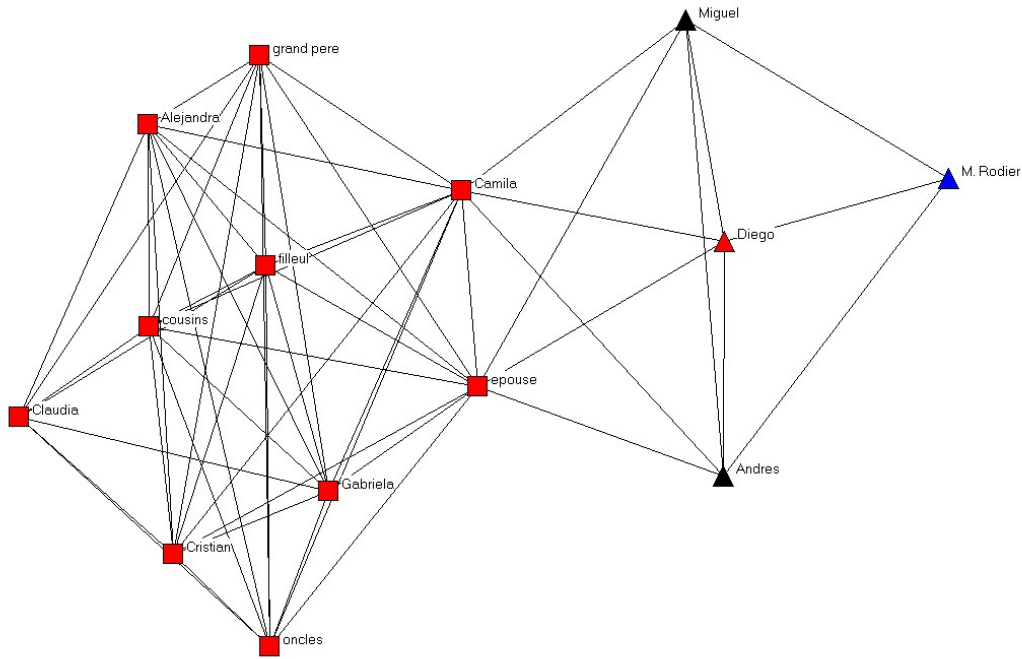 Miguel
grand pere
Alejandra
M. Rodier
Camila
Diego
filleul
cousins
epouse
Claudia
Andres
Gabriela
Cristian
oncles